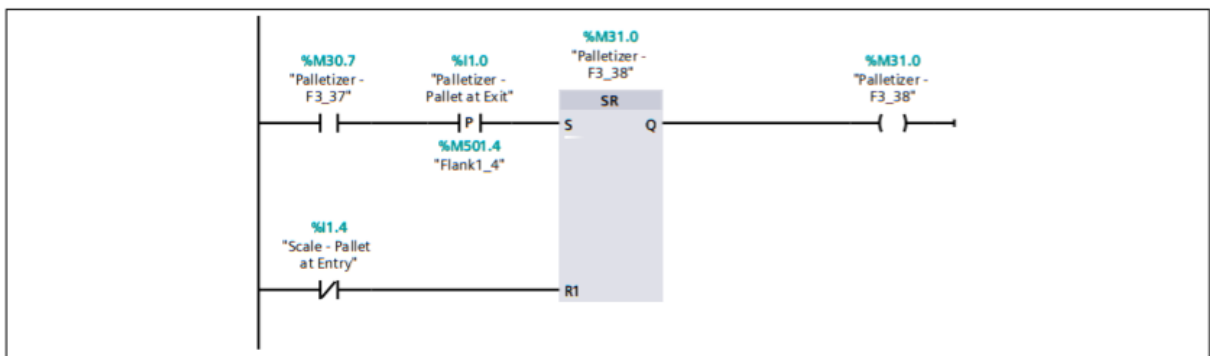 %M30.7
"Palletizer -
F3_37"
%I1.0
"Palletizer -
Pallet at Exit"
P
%M501.4
"Flank1_4"
%M31.0
"Palletizer -
F3_38"
SR
S
Q
%M31.0
"Palletizer -
F3_38"
%I1.4
"Scale - Pallet
at Entry"
R1